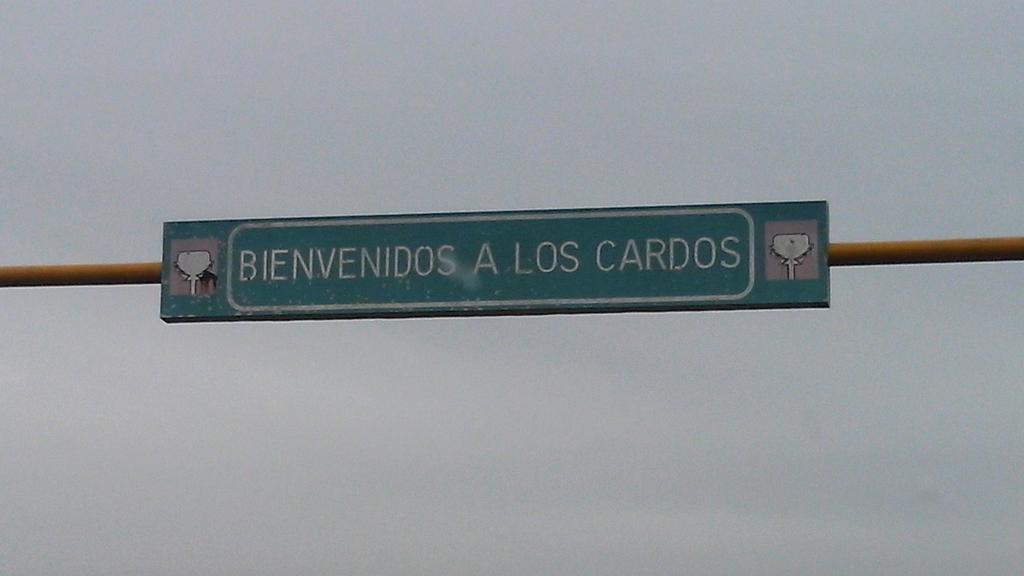 BIENVENIDOS A LOS CARDOS